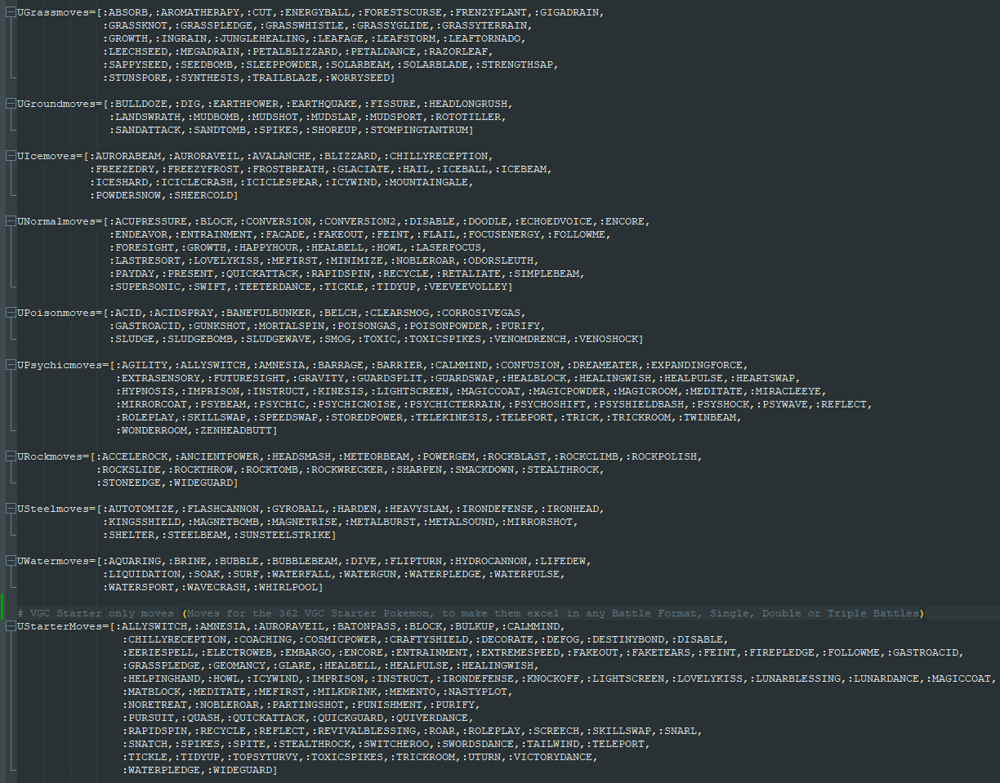 UGrassmoves=[:ABSORB,:AROMATHERAPY,:CUT,:ENERGYBALL,:FORESTSCURSE,:FRENZYPLANT,:GIGADRAIN,
:GRASSKNOT,:GRASSPLEDGE,:GRASSWHISTLE,:GRASSYGLIDE,:GRASSYTERRAIN,
:GROWTH,:INGRAIN,:JUNGLEHEALING,:LEAFAGE,:LEAFSTORM,:LEAFTORNADO,
:LEECHSEED,:MEGADRAIN,:PETALBLIZZARD,:PETALDANCE,:RAZORLEAF,
:SAPPYSEED,:SEEDBOMB,:SLEEPPOWDER,:SOLARBEAM,:SOLARBLADE,:STRENGTHSAP,
:STUNSPORE,:SYNTHESIS,:TRAILBLAZE,:WORRYSEED]
UGroundmoves=[:BULLDOZE,:DIG,:EARTHPOWER,:EARTHQUAKE,:FISSURE,:HEADLONGRUSH,
:LANDSWRATH,:MUDBOMB,:MUDSHOT,:MUDSLAP,:MUDSPORT,:ROTOTILLER,
:SANDATTACK,:SANDTOMB,:SPIKES,:SHOREUP,:STOMPINGTANTRUM]
UIcemoves=[:AURORABEAM,:AURORAVEIL,:AVALANCHE,:BLIZZARD,:CHILLYRECEPTION,
:FREEZEDRY,:FREEZYFROST,:FROSTBREATH,:GLACIATE,:HAIL,:ICEBALL,:ICEBEAM,
:ICESHARD,:ICICLECRASH,:ICICLESPEAR,:ICYWIND,:MOUNTAINGALE,
:POWDERSNOW,:SHEERCOLD]
UNormalmoves=[:ACUPRESSURE,:BLOCK,:CONVERSION,:CONVERSION2,:DISABLE,:DOODLE,:ECHOEDVOICE,:ENCORE,
:ENDEAVOR,:ENTRAINMENT,:FACADE,:FAKEOUT,:FEINT,:FLAIL,:FOCUSENERGY,:FOLLOWME,
:FORESIGHT,:GROWTH,:HAPPYHOUR,:HEALBELL,:HOWL,:LASERFOCUS,
:LASTRESORT,:LOVELYKISS,:MEFIRST,:MINIMIZE,:NOBLEROAR,:ODORSLEUTH,
:PAYDAY,:PRESENT,:QUICKATTACK,:RAPIDSPIN,:RECYCLE,:RETALIATE,:SIMPLEBEAM,
:SUPERSONIC,:SWIFT,:TEETERDANCE,:TICKLE,:TIDYUP,:VEEVEEVOLLEY]
UPoisonmoves=[:ACID,:ACIDSPRAY,:BANEFULBUNKER,:BELCH,:CLEARSMOG,:CORROSIVEGAS,
:GASTROACID,:GUNKSHOT,:MORTALSPIN,:POISONGAS,:POISONPOWDER,:PURIFY,
:SLUDGE,:SLUDGEBOMB,:SLUDGEWAVE,:SMOG,:TOXIC,:TOXICSPIKES,:VENOMDRENCH,:VENOSHOCK]
UPsychicmoves=[:AGILITY,:ALLYSWITCH,:AMNESIA,:BARRAGE,:BARRIER,:CALMMIND,:CONFUSION,:DREAMEATER,:EXPANDINGFORCE,
:EXTRASENSORY,:FUTURESIGHT,:GRAVITY,:GUARDSPLIT,:GUARDSWAP,:HEALBLOCK,:HEALINGWISH,:HEALPULSE,:HEARTSWAP,
:HYPNOSIS,:IMPRISON,:INSTRUCT,:KINESIS,:LIGHTSCREEN,:MAGICCOAT,:MAGICPOWDER,:MAGICROOM,:MEDITATE,:MIRACLEEYE,
:MIRRORCOAT,:PSYBEAM,:PSYCHIC,:PSYCHICNOISE,:PSYCHICTERRAIN,:PSYCHOSHIFT,:PSYSHIELDBASH,:PSYSHOCK,:PSYWAVE,:REFLECT,
:ROLEPLAY,:SKILLSWAP,:SPEEDSWAP,:STOREDPOWER,:TELEKINESIS,:TELEPORT,:TRICK,:TRICKROOM,:TWINBEAM,
:WONDERROOM,:ZENHEADBUTT]
URockmoves=[:ACCELEROCK,:ANCIENTPOWER,:HEADSMASH,:METEORBEAM,:POWERGEM,:ROCKBLAST,:ROCKCLIMB,:ROCKPOLISH,
:ROCKSLIDE,:ROCKTHROW,:ROCKTOMB,:ROCKWRECKER,:SHARPEN,:SMACKDOWN,:STEALTHROCK,
:STONEEDGE,:WIDEGUARD]
USteelmoves=[:AUTOTOMIZE,:FLASHCANNON,:GYROBALL,:HARDEN,:HEAVYSLAM,:IRONDEFENSE,:IRONHEAD,
:KINGSSHIELD,:MAGNETBOMB,:MAGNETRISE,:METALBURST,:METALSOUND,:MIRRORSHOT,
:SHELTER,:STEELBEAM,:SUNSTEELSTRIKE]
UWatermoves=[:AQUARING,:BRINE,:BUBBLE,:BUBBLEBEAM,:DIVE,:FLIPTURN,:HYDROCANNON,:LIFEDEW,
:LIQUIDATION,:SOAK,:SURF,:WATERFALL,:WATERGUN,:WATERPLEDGE,:WATERPULSE,
:WATERSPORT,:WAVECRASH,:WHIRLPOOL]
# VGC Starter only moves (Moves for the 362 VGC Starter Pokemon, to make them excel in any Battle Format, Single, Double or Triple Battles)
UStarterMoves=[:ALLYSWITCH,:AMNESIA,:AURORAVEIL,:BATONPASS,:BLOCK,:BULKUP,:CALMMIND,
:CHILLYRECEPTION,:COACHING,:COSMICPOWER,:CRAFTYSHIELD,:DECORATE,:DEFOG,:DESTINYBOND,:DISABLE,
:EERIESPELL,:ELECTROWEB,:EMBARGO,:ENCORE,:ENTRAINMENT,:EXTREMESPEED,:FAKEOUT,:FAKETEARS,:FEINT,:FIREPLEDGE,:FOLLOWME,:GASTROACID,
:GRASSPLEDGE,:GEOMANCY,:GLARE,:HEALBELL,:HEALPULSE,:HEALINGWISH,
:HELPINGHAND,:HOWL,:ICYWIND,:IMPRISON,:INSTRUCT,:IRONDEFENSE,:KNOCKOFF,:LIGHTSCREEN,:LOVELYKISS,:LUNARBLESSING,:LUNARDANCE,:MAGICCOAT,
:MATBLOCK,:MEDITATE,:MEFIRST,:MILKDRINK,:MEMENTO,:NASTYPLOT,
:NORETREAT,:NOBLEROAR,:PARTINGSHOT,:PUNISHMENT,:PURIFY,
:PURSUIT,:QUASH,:QUICKATTACK,:QUICKGUARD,:QUIVERDANCE,
:RAPIDSPIN,:RECYCLE,:REFLECT,:REVIVALBLESSING,:ROAR,:ROLEPLAY,:SCREECH,:SKILLSWAP,:SNARL,
:SNATCH,:SPIKES,:SPITE,:STEALTHROCK,:SWITCHEROO,:SWORDSDANCE,:TAILWIND,:TELEPORT,
:TICKLE,:TIDYUP,:TOPSYTURVY,:TOXICSPIKES,:TRICKROOM,:UTURN,:VICTORYDANCE,
:WATERPLEDGE,:WIDEGUARD]